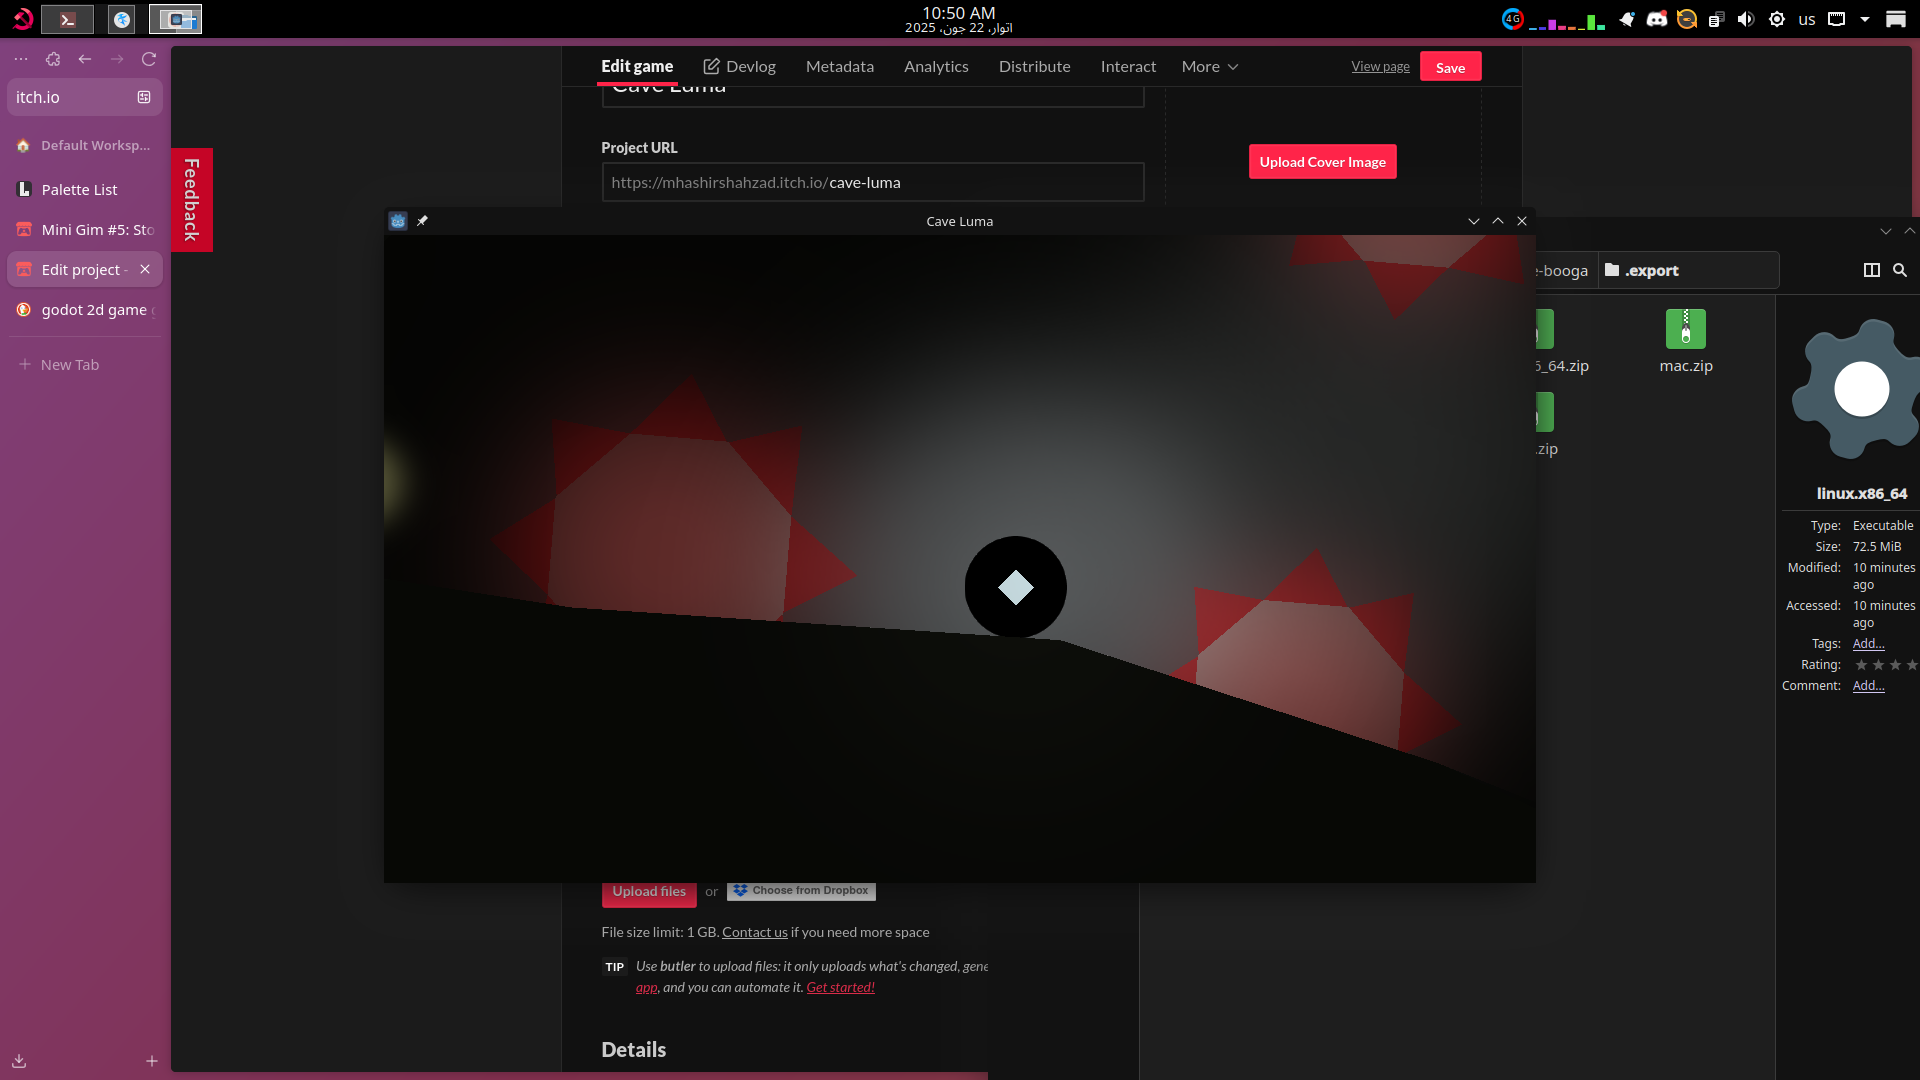 10:50 AM
اتوار، 22 جون، 2025
4G
us
itch.io
Default Worksp...
Palette List
Mini Gim #5: Sto
Edit project -
godot 2d game
New Tab
Feedback
Edit game
Devlog
Metadata
Analytics
Distribute
Interact
More
View page
Save
Cave Luma
Project URL
https://mhashirshahzad.itch.io/cave-luma
Upload Cover Image
Cave Luma
e-booga
.export
6_64.zip
mac.zip
.zip
linux.x86_64
Type: Executable
Size: 72.5 MiB
Modified: 10 minutes
ago
Accessed: 10 minutes
ago
Tags: Add...
Rating:
Comment: Add...
Upload files or Choose from Dropbox
File size limit: 1 GB. Contact us if you need more space
TIP Use butler to upload files: it only uploads what's changed, gene
app, and you can automate it. Get started!
Details